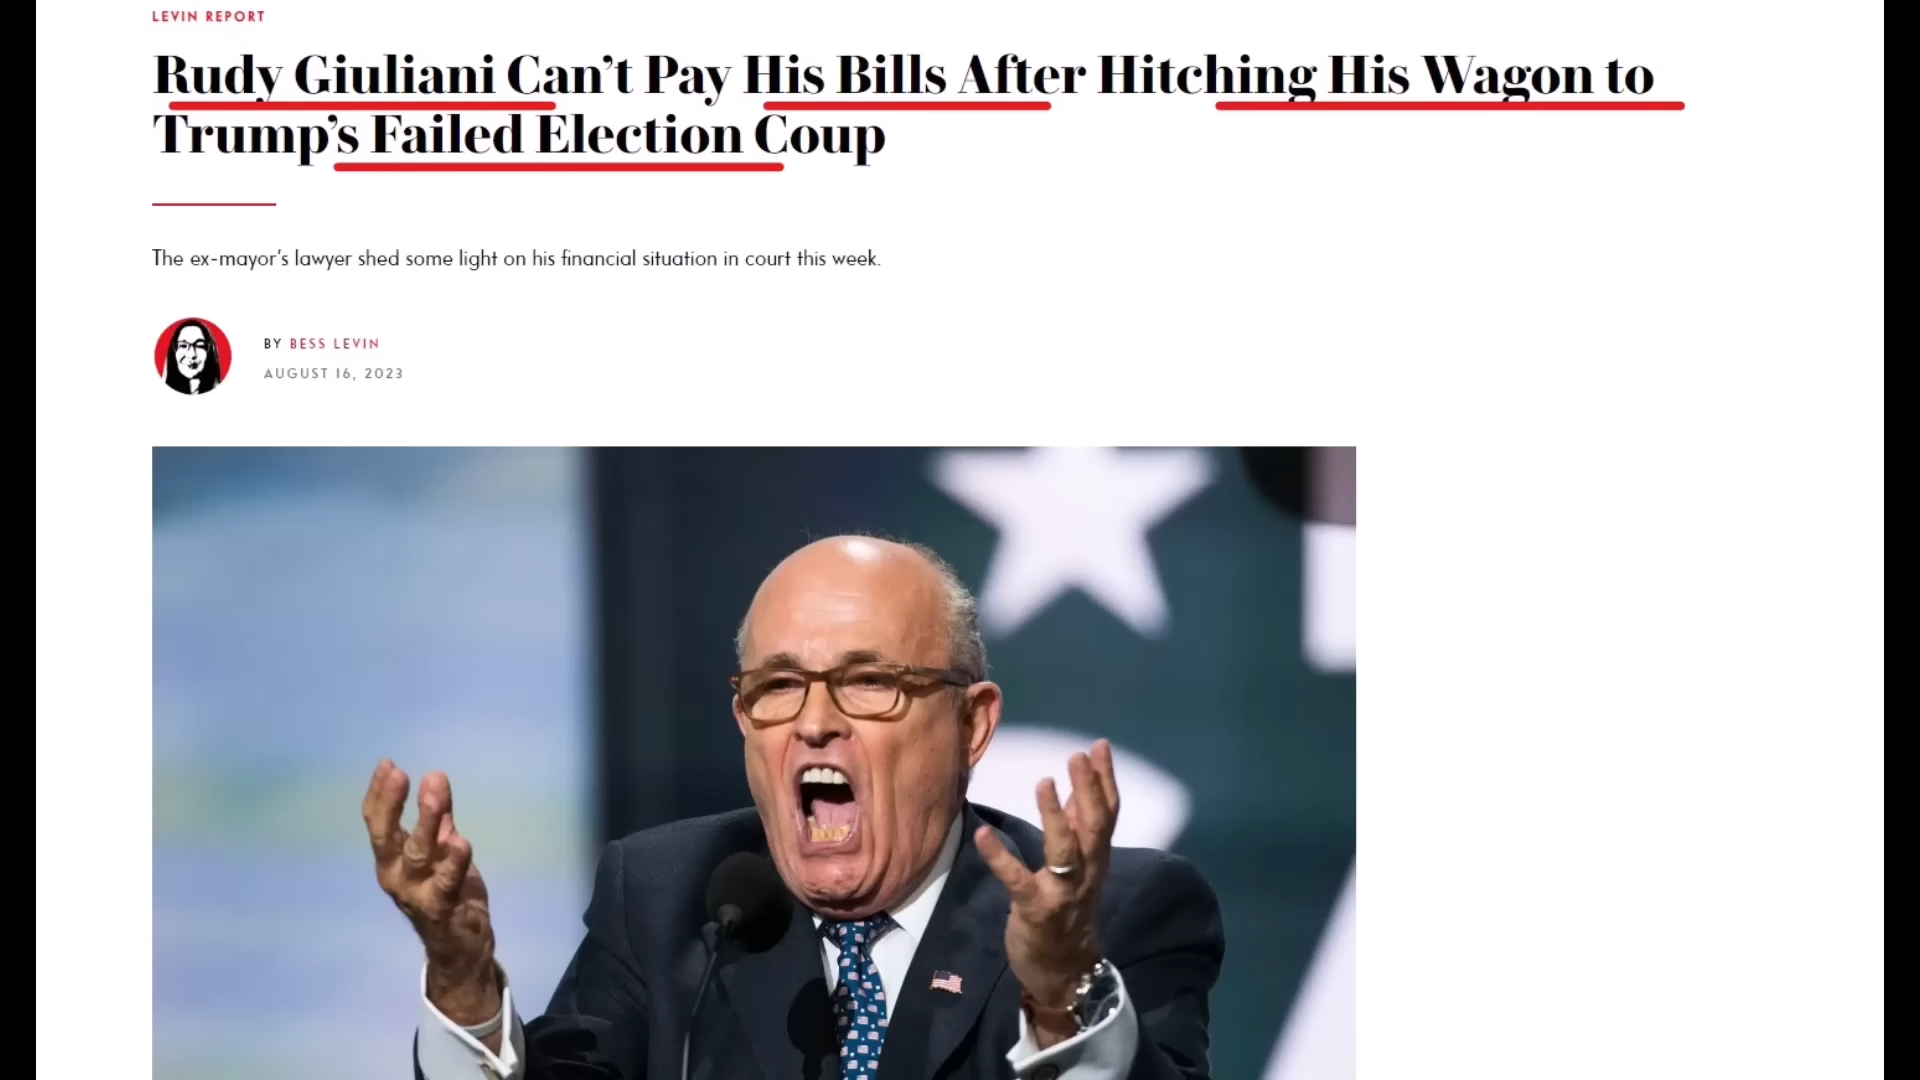 LEVIN REPORT
Rudy Giuliani Can’t Pay His Bills After Hitching His Wagon to
Trump’s Failed Election Coup
The ex-mayor’s lawyer shed some light on his financial situation in court this week.
BY BESS LEVIN
AUGUST 16, 2023